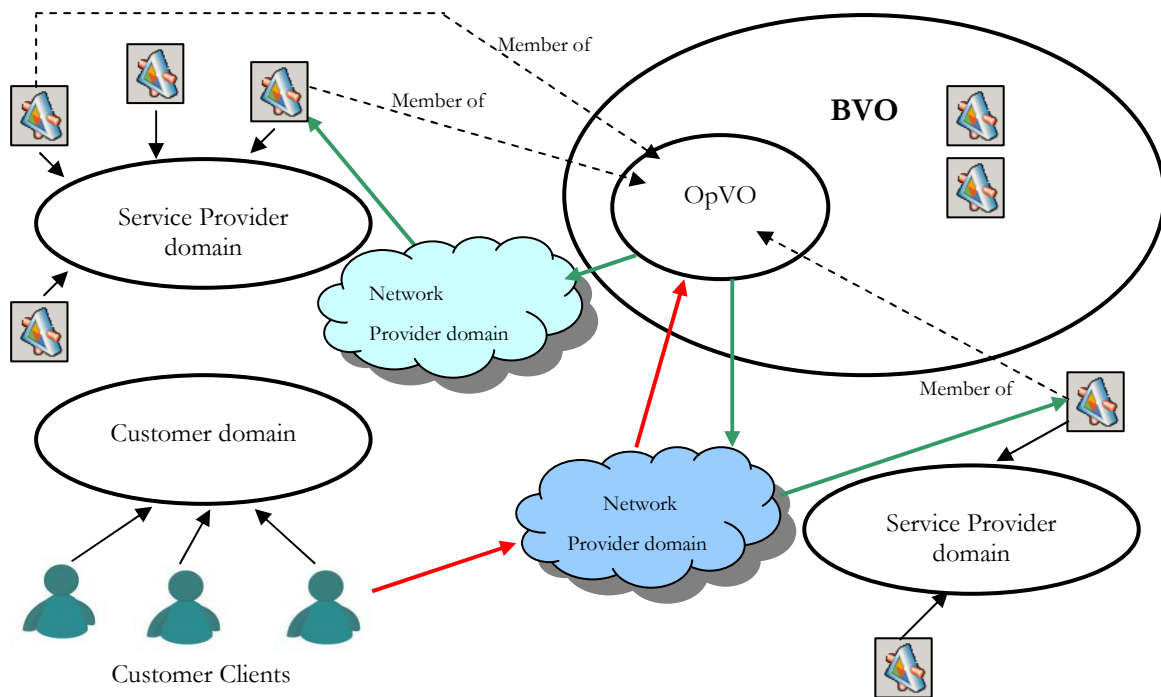 Member of
BVO
Member of
OpVO
Service Provider
domain
Network
Provider domain
Member of
Customer domain
Network
Provider domain
Service Provider
domain
Customer Clients